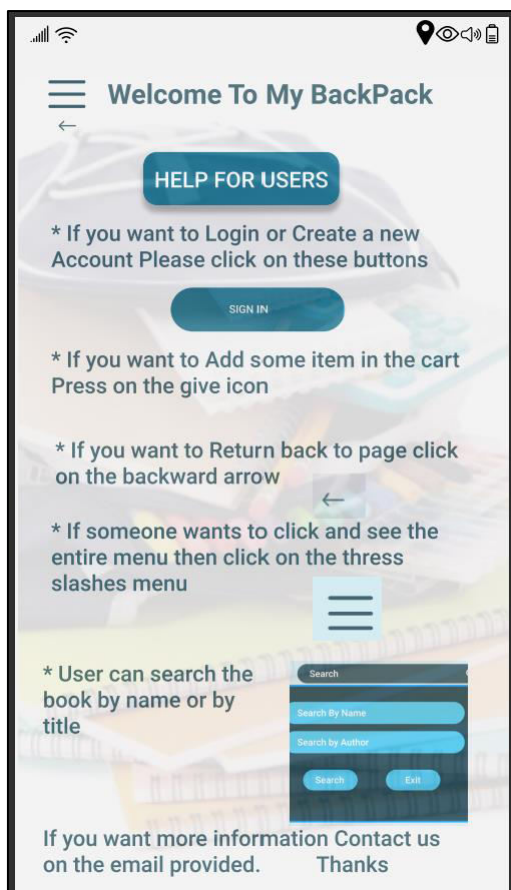 Welcome To My BackPack
HELP FOR USERS
* If you want to Login or Create a new
Account Please click on these buttons
SIGN IN
* If you want to Add some item in the cart
Press on the give icon
* If you want to Return back to page click
on the backward arrow
* If someone wants to click and see the
entire menu then click on the thress
slashes menu
* User can search the
book by name or by
title
Search
Search By Name
Search by Author
Search Exit
If you want more information Contact us
on the email provided. Thanks